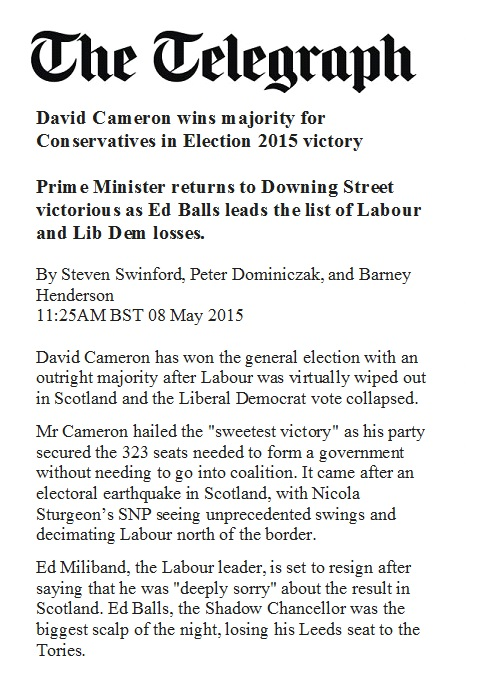 The Telegraph
David Cameron wins majority for
Conservatives in Election 2015 victory
Prime Minister returns to Downing Street
victorious as Ed Balls leads the list of Labour
and Lib Dem losses.
By Steven Swinford, Peter Dominiczak, and Barney
Henderson
11:25AM BST 08 May 2015
David Cameron has won the general election with an
outright majority after Labour was virtually wiped out
in Scotland and the Liberal Democrat vote collapsed.
Mr Cameron hailed the "sweetest victory" as his party
secured the 323 seats needed to form a government
without needing to go into coalition. It came after an
electoral earthquake in Scotland, with Nicola
Sturgeon’s SNP seeing unprecedented swings and
decimating Labour north of the border.
Ed Miliband, the Labour leader, is set to resign after
saying that he was "deeply sorry" about the result in
Scotland. Ed Balls, the Shadow Chancellor was the
biggest scalp of the night, losing his Leeds seat to the
Tories.